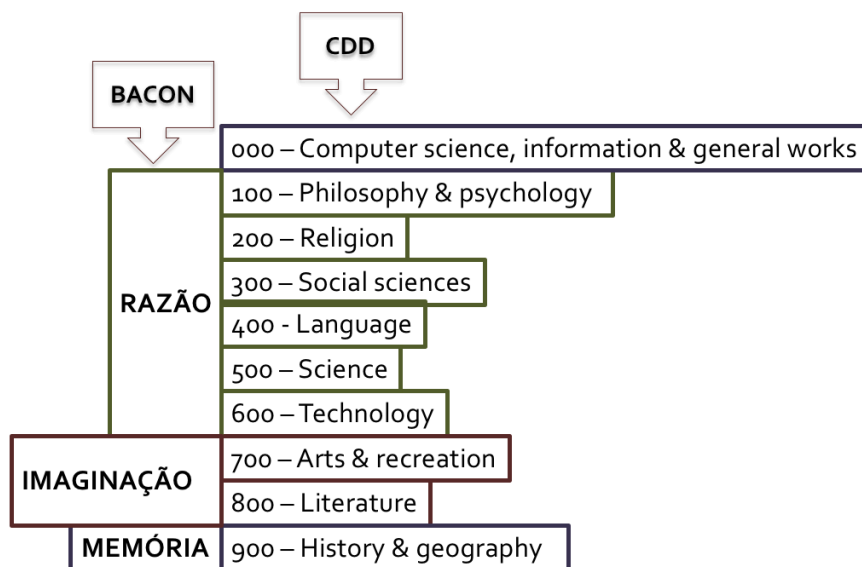 CDD
BACON
000 – Computer science, information & general works
100 – Philosophy & psychology
200 – Religion
300 – Social sciences
RAZÃO
400 - Language
500 – Science
600 – Technology
700 – Arts & recreation
IMAGINAÇÃO
800 – Literature
MEMÓRIA 900 – History & geography